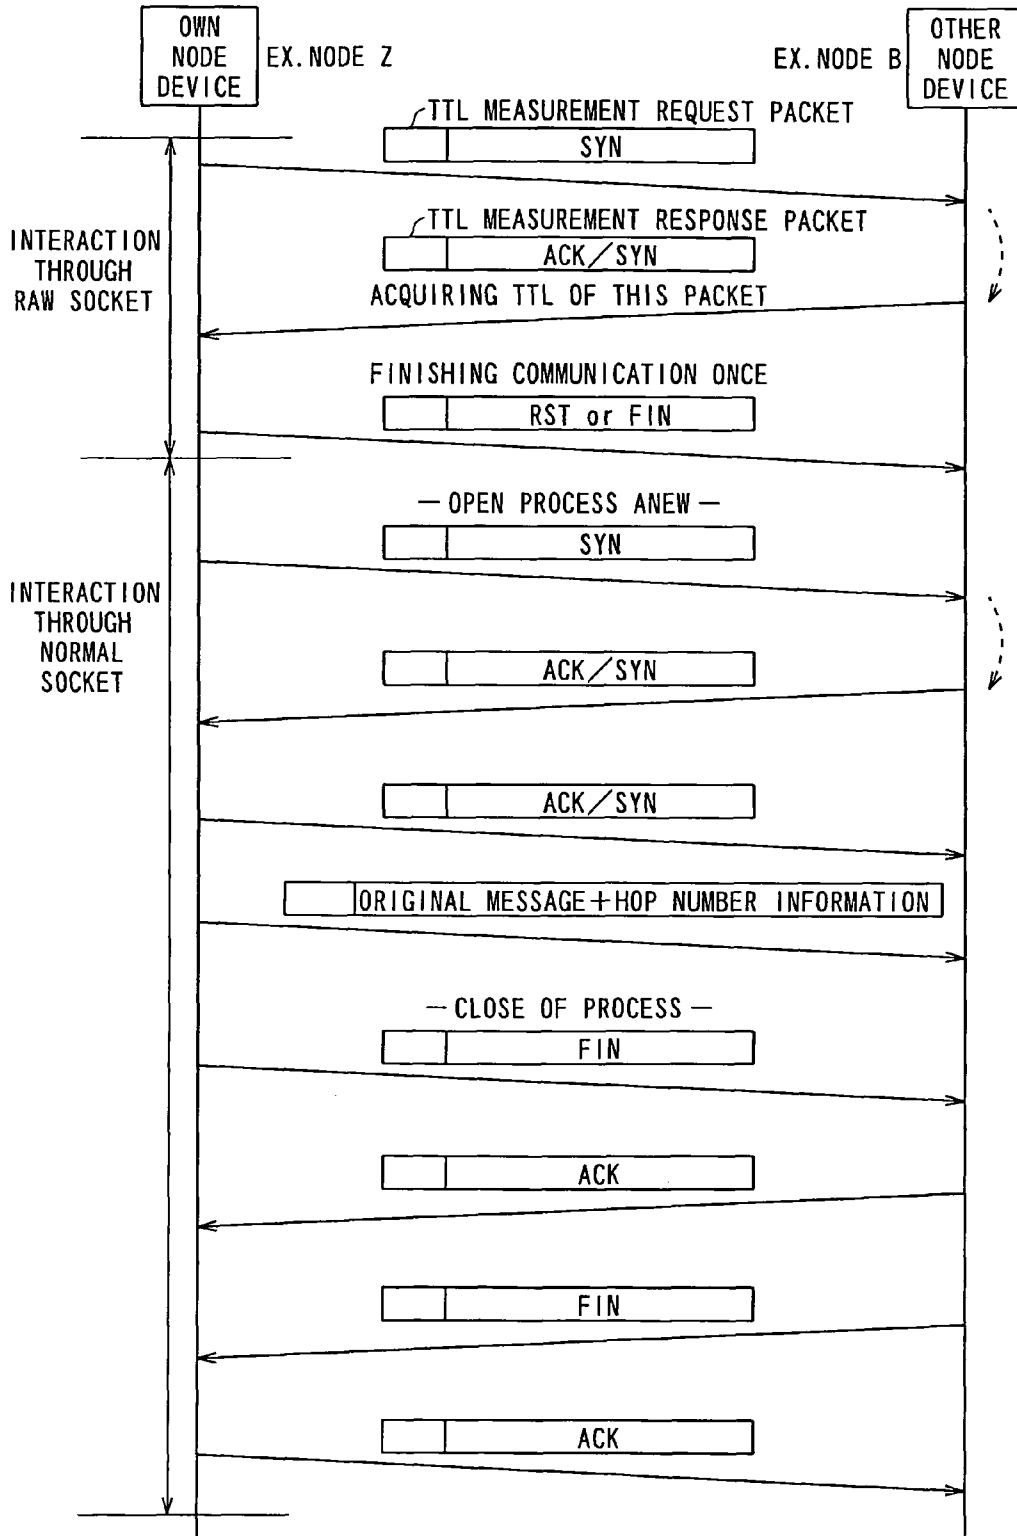 OWN
NODE
DEVICE
EX. NODE Z
EX. NODE B
OTHER
NODE
DEVICE
TTL MEASUREMENT REQUEST PACKET
SYN
INTERACTION
THROUGH
RAW SOCKET
TTL MEASUREMENT RESPONSE PACKET
ACK/SYN
ACQUIRING TTL OF THIS PACKET
FINISHING COMMUNICATION ONCE
RST or FIN
— OPEN PROCESS ANEW —
SYN
INTERACTION
THROUGH
NORMAL
SOCKET
ACK/SYN
ACK/SYN
ORIGINAL MESSAGE+HOP NUMBER INFORMATION
— CLOSE OF PROCESS —
FIN
ACK
FIN
ACK